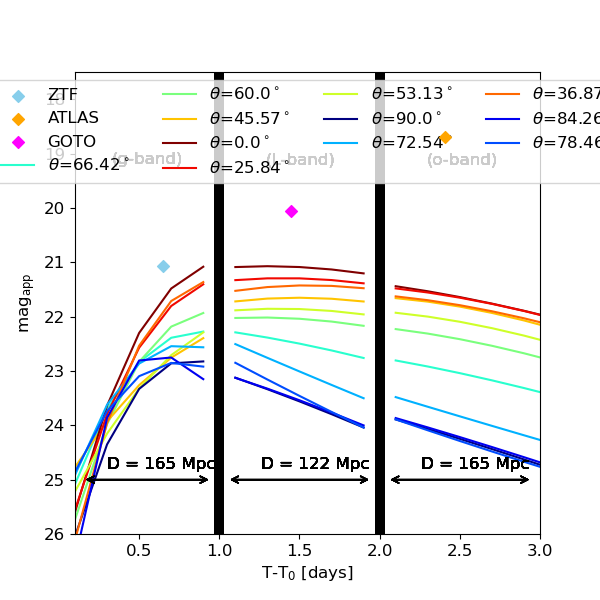 ZTF θ=60.0° θ=53.13° θ=36.87
18
ATLAS θ=45.57° θ=90.0° θ=84.26
GOTO θ=0.0° θ=72.54° θ=78.46
19 (g-band) (L-band) (o-band)
θ=66.42° θ=25.84°
20
21
22
23
24
25
26
mag_app
D = 165 Mpc D = 122 Mpc D = 165 Mpc
0.5 1.0 1.5 2.0 2.5 3.0
T-T₀ [days]